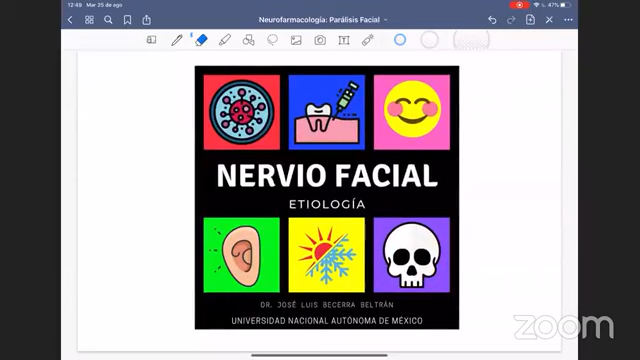 12:49 Mar 25 de ago
47%
Neurofarmacología: Parálisis Facial
NERVIO FACIAL
ETIOLOGÍA
DR. JOSÉ LUIS BECERRA BELTRÁN
UNIVERSIDAD NACIONAL AUTÓNOMA DE MÉXICO
zoom